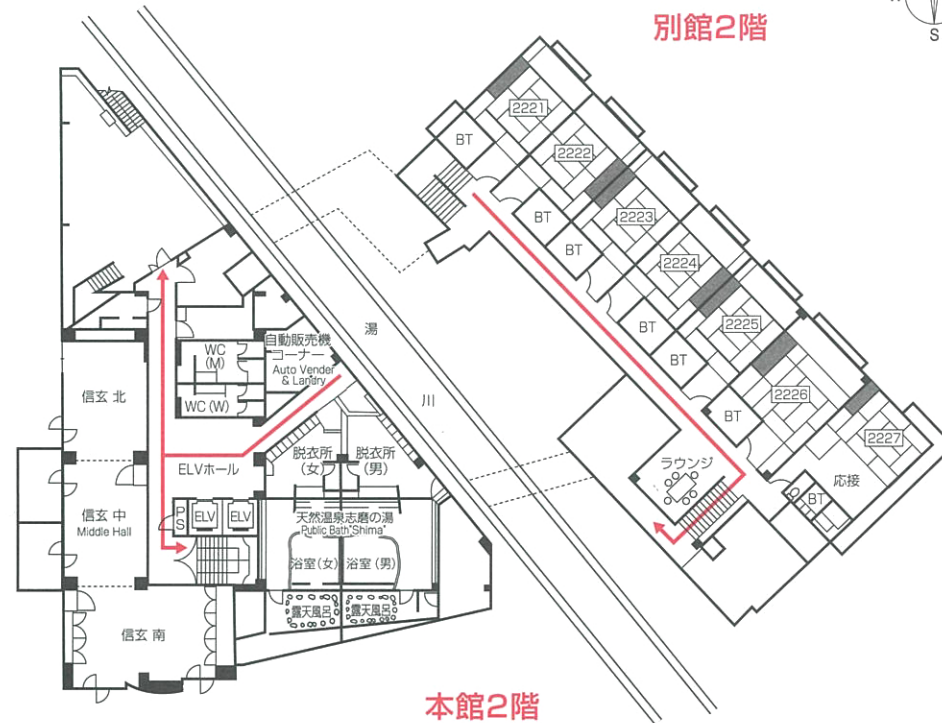 別館2階
S
2221
BT
2222
BT
2223
BT
2224
BT
2225
BT
2226
BT
2227
応接
BT
ラウンジ
湯
川
自動販売機
コーナー
Auto Vender
& Landry
WC
(M)
WC (W)
信玄 北
ELVホール
脱衣所
(女)
脱衣所
(男)
P
S
ELV
ELV
信玄 中
Middle Hall
天然温泉志磨の湯
Public Bath"Shima"
浴室(女)
浴室(男)
露天風呂
露天風呂
信玄 南
本館2階